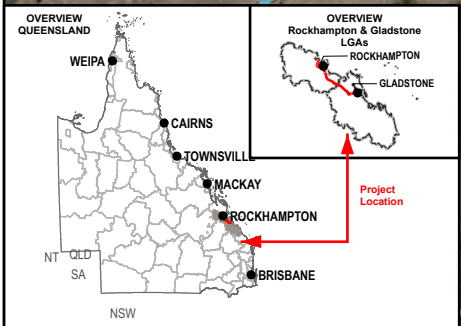 OVERVIEW
QUEENSLAND
WEIPA
CAIRNS
TOWNSVILLE
MACKAY
ROCKHAMPTON
BRISBANE
NT
QLD
SA
NSW
OVERVIEW
Rockhampton & Gladstone
LGAs
ROCKHAMPTON
GLADSTONE
Project
Location